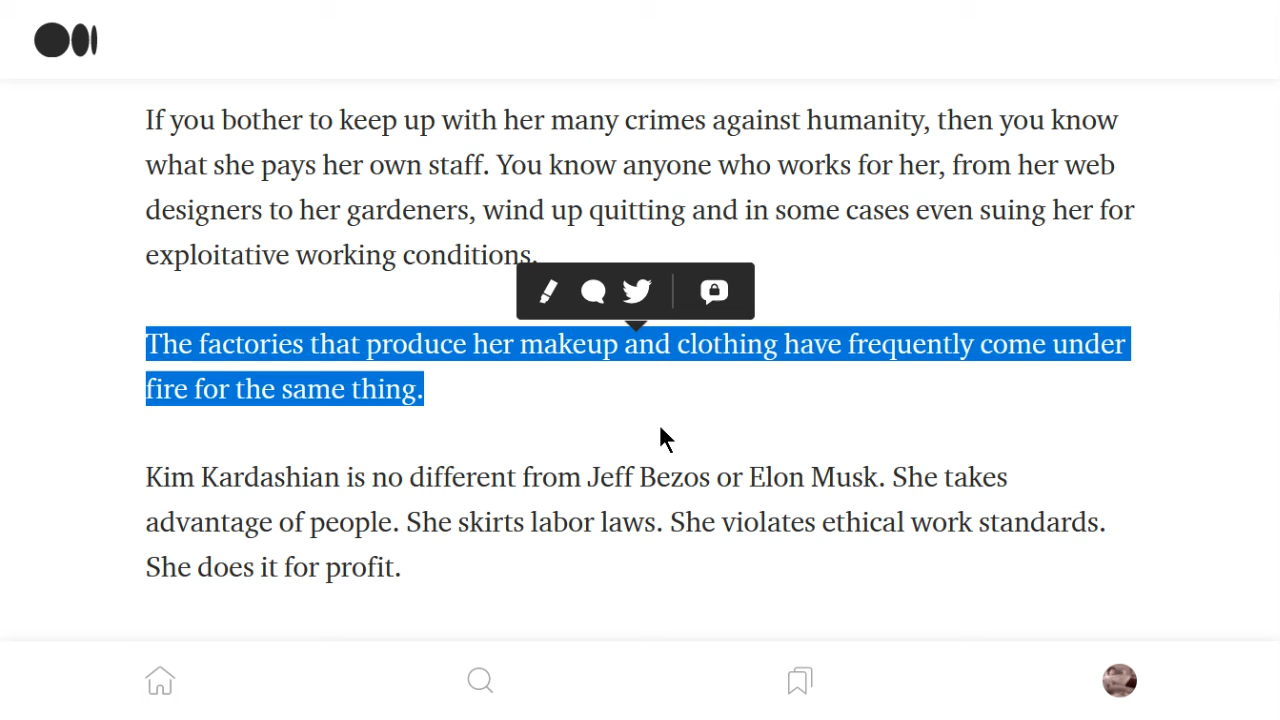 If you bother to keep up with her many crimes against humanity, then you know
what she pays her own staff. You know anyone who works for her, from her web
designers to her gardeners, wind up quitting and in some cases even suing her for
exploitative working conditions.
The factories that produce her makeup and clothing have frequently come under
fire for the same thing.
Kim Kardashian is no different from Jeff Bezos or Elon Musk. She takes
advantage of people. She skirts labor laws. She violates ethical work standards.
She does it for profit.